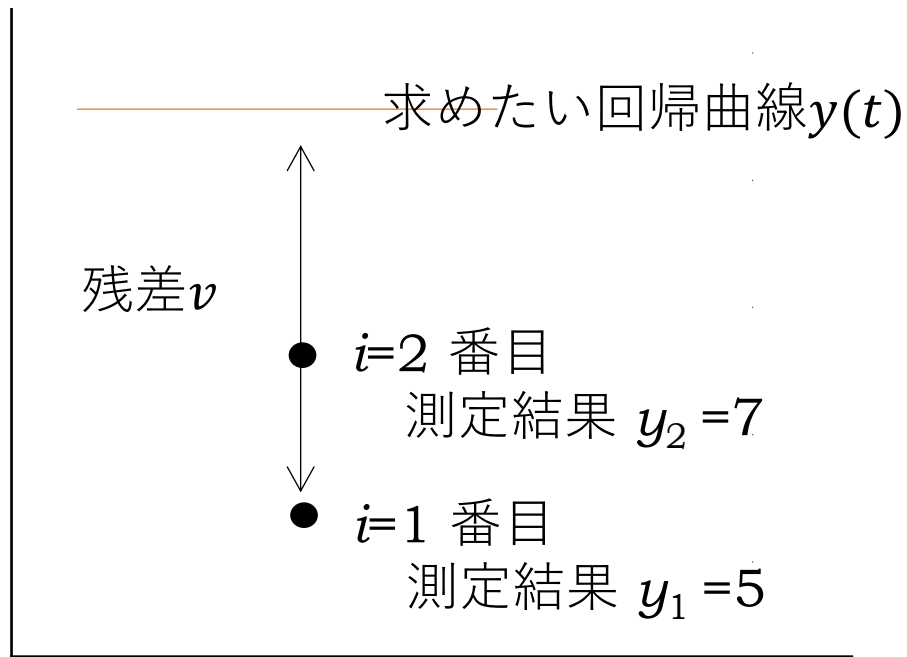 求めたい回帰曲線y(t)
残差v
i=2 番目
測定結果 y₂ =7
i=1 番目
測定結果 y₁ =5